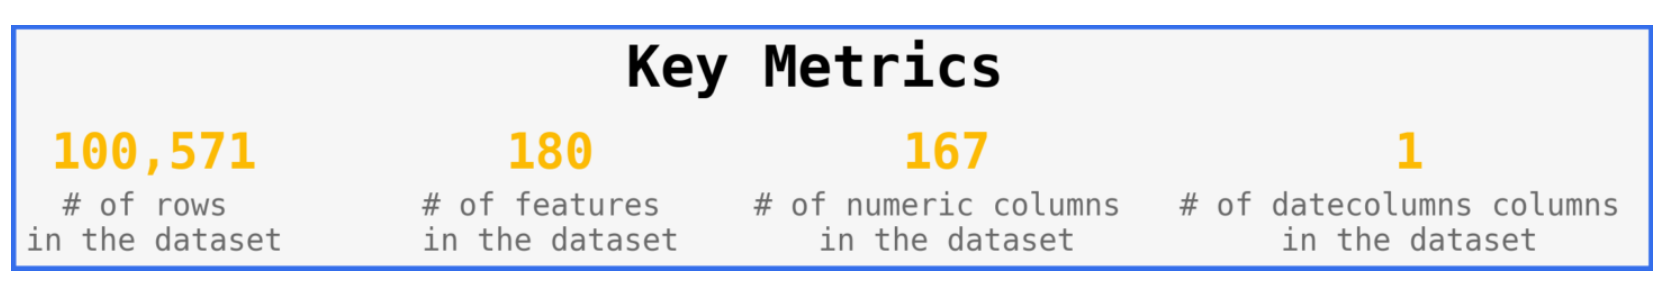 Key Metrics
100,571
# of rows
in the dataset
180
# of features
in the dataset
167
# of numeric columns
in the dataset
1
# of datecolumns columns
in the dataset